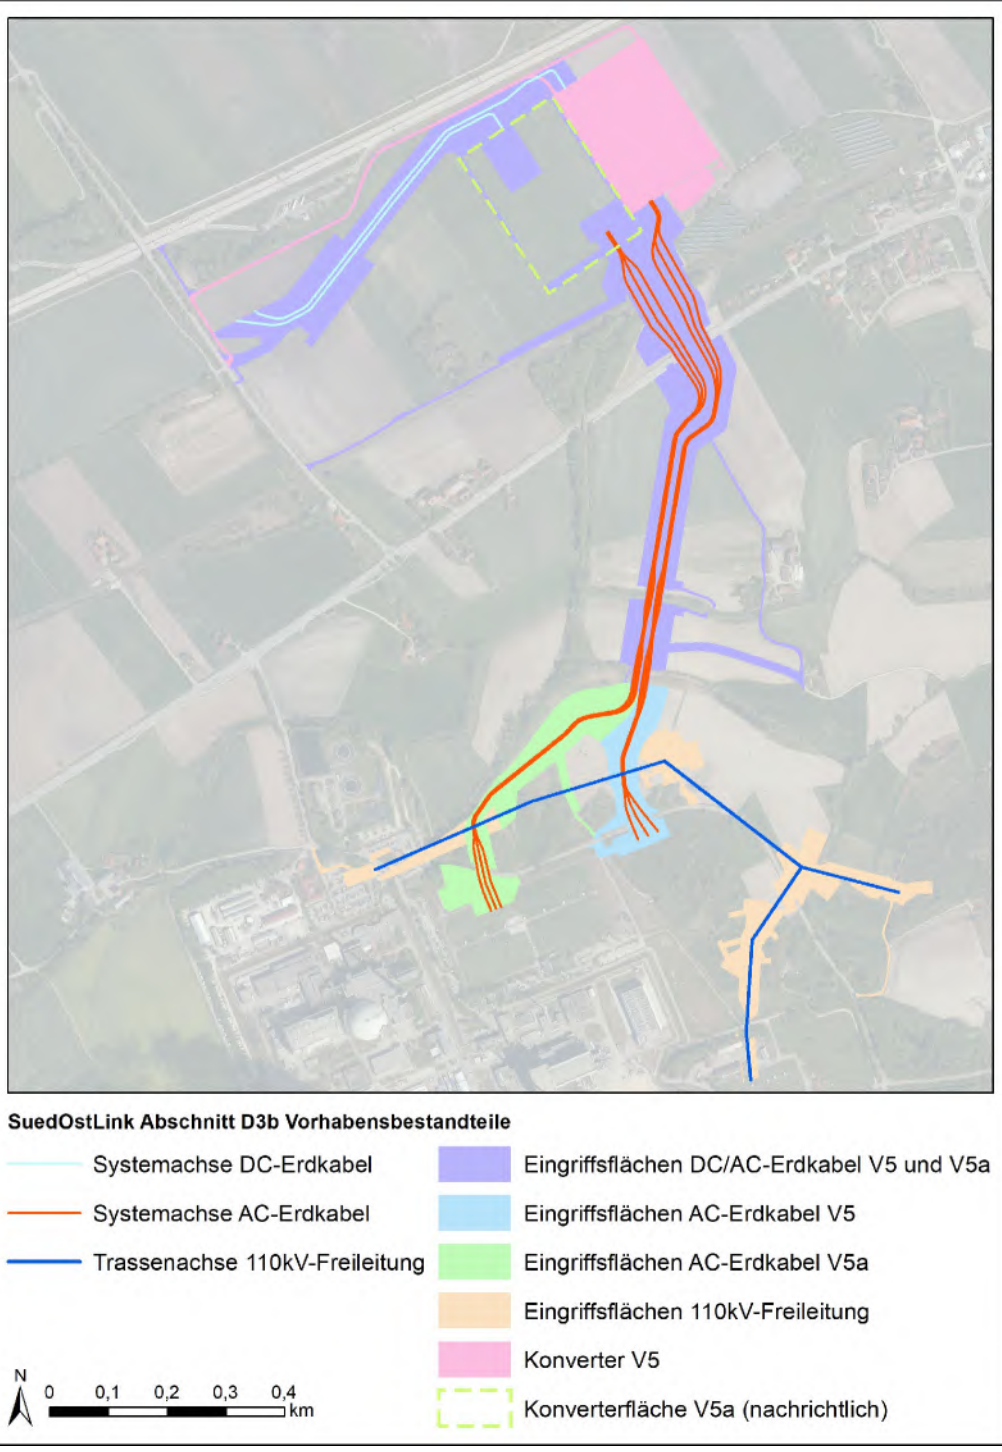 SuedOstLink Abschnitt D3b Vorhabensbestandteile
Systemachse DC-Erdkabel
Systemachse AC-Erdkabel
Trassenachse 110kV-Freileitung
Eingriffsflächen DC/AC-Erdkabel V5 und V5a
Eingriffsflächen AC-Erdkabel V5
Eingriffsflächen AC-Erdkabel V5a
Eingriffsflächen 110kV-Freileitung
Konverter V5
Konverterfläche V5a (nachrichtlich)
N
0 0,1 0,2 0,3 0,4
km